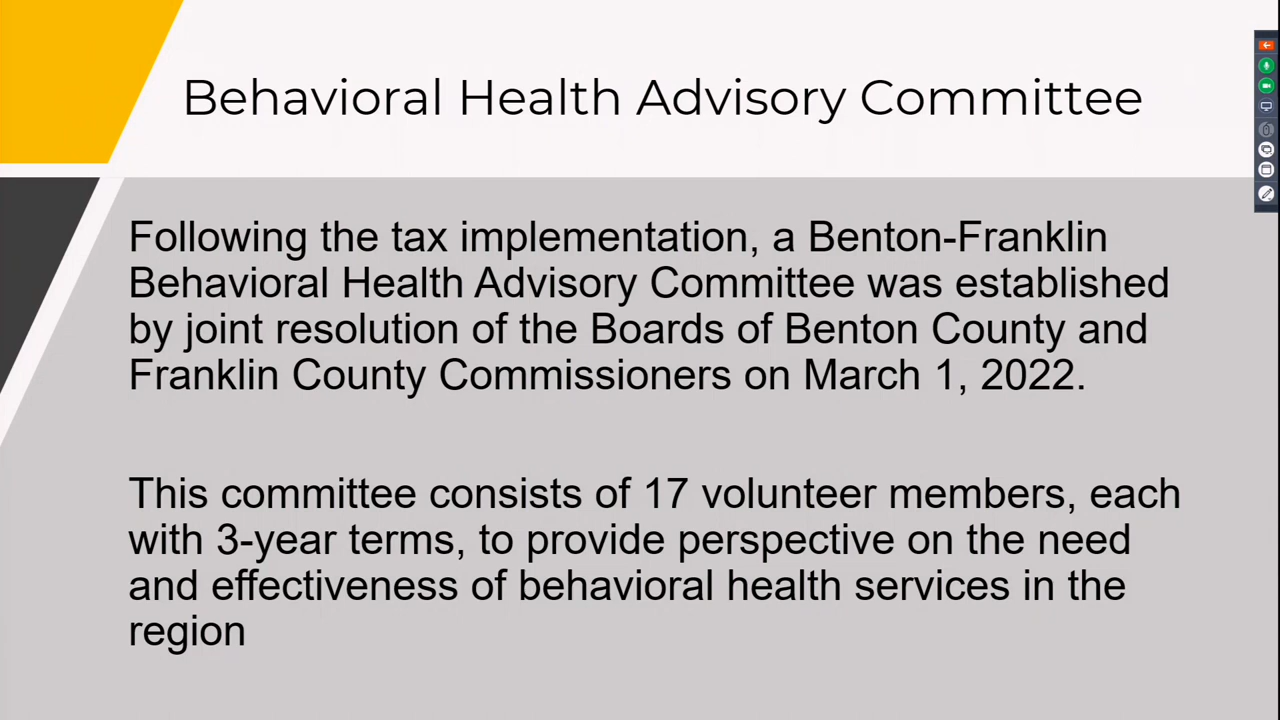 Behavioral Health Advisory Committee
Following the tax implementation, a Benton-Franklin
Behavioral Health Advisory Committee was established
by joint resolution of the Boards of Benton County and
Franklin County Commissioners on March 1, 2022.
This committee consists of 17 volunteer members, each
with 3-year terms, to provide perspective on the need
and effectiveness of behavioral health services in the
region